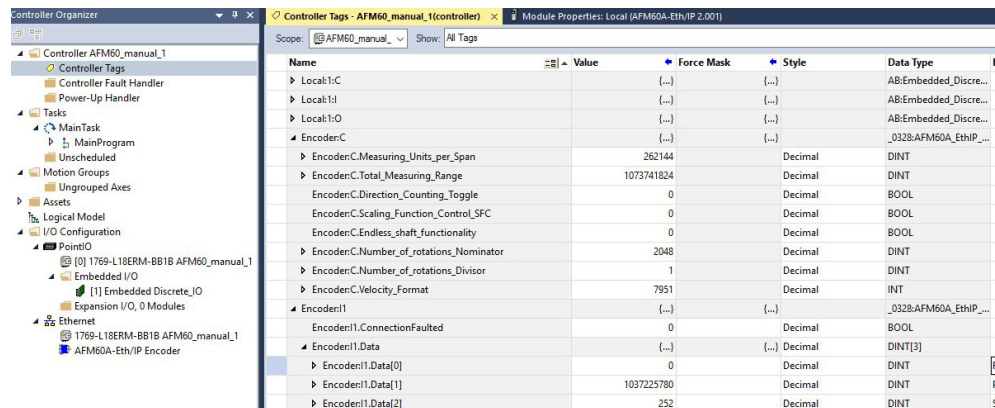 Controller Organizer
Controller Tags - AFM60_manual_1(controller)
Module Properties: Local (AFM60A-Eth/IP 2.001)
Scope: AFM60_manual_ Show: All Tags
Controller AFM60_manual_1
Controller Tags
Controller Fault Handler
Power-Up Handler
Tasks
MainTask
MainProgram
Unscheduled
Motion Groups
Ungrouped Axes
Assets
Logical Model
I/O Configuration
PointIO
[0] 1769-L18ERM-BB1B AFM60_manual_1
Embedded I/O
[1] Embedded Discrete_IO
Expansion I/O, 0 Modules
Ethernet
1769-L18ERM-BB1B AFM60_manual_1
AFM60A-Eth/IP Encoder
Name Value Force Mask Style Data Type
Local:1:C {...} {...} AB:Embedded_Discre...
Local:1:I {...} {...} AB:Embedded_Discre...
Local:1:O {...} {...} AB:Embedded_Discre...
Encoder:C {...} {...} _0328:AFM60A_EthIP_...
Encoder:C.Measuring_Units_per_Span 262144 Decimal DINT
Encoder:C.Total_Measuring_Range 1073741824 Decimal DINT
Encoder:C.Direction_Counting_Toggle 0 Decimal BOOL
Encoder:C.Scaling_Function_Control_SFC 0 Decimal BOOL
Encoder:C.Endless_shaft_functionality 0 Decimal BOOL
Encoder:C.Number_of_rotations_Nominator 2048 Decimal DINT
Encoder:C.Number_of_rotations_Divisor 1 Decimal DINT
Encoder:C.Velocity_Format 7951 Decimal INT
Encoder:I1 {...} {...} _0328:AFM60A_EthIP_...
Encoder:I1.ConnectionFaulted 0 Decimal BOOL
Encoder:I1.Data {...} {...} Decimal DINT[3]
Encoder:I1.Data[0] 0 Decimal DINT
Encoder:I1.Data[1] 1037225780 Decimal DINT
Encoder:I1.Data[2] 252 Decimal DINT